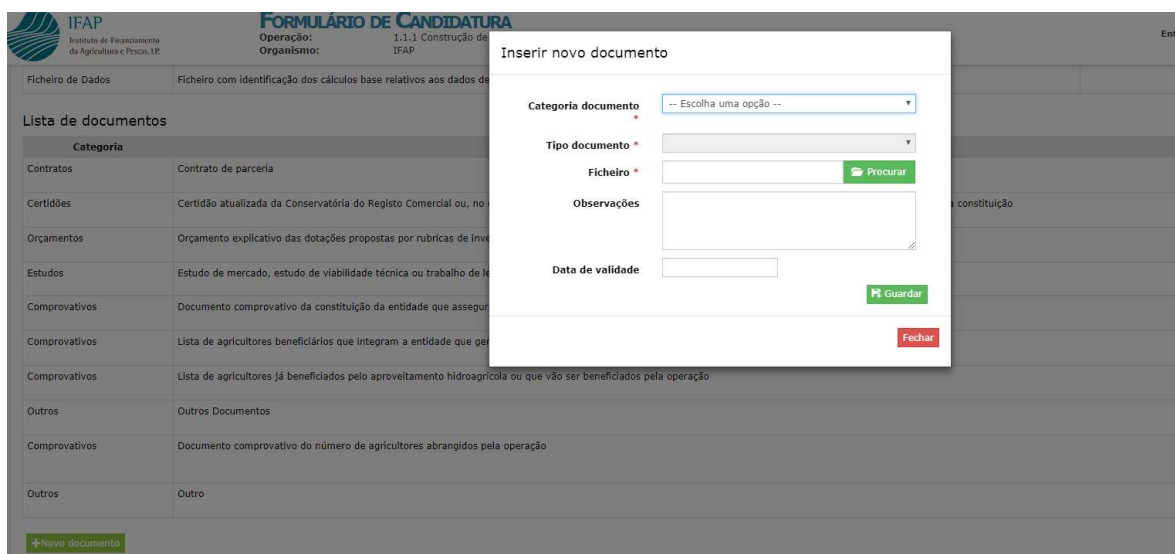 IFAP
Instituto de Financiamento
da Agricultura e Pescas, I.P.
FORMULÁRIO DE CANDIDATURA
Operação: 1.1.1 Construção de
Organismo: IFAP
Ent
Ficheiro de Dados Ficheiro com identificação dos cálculos base relativos aos dados de
Lista de documentos
Categoria
Contratos Contrato de parceria
Certidões Certidão atualizada da Conservatória do Registo Comercial ou, no constituição
Orçamentos Orçamento explicativo das dotações propostas por rubricas de inve
Estudos Estudo de mercado, estudo de viabilidade técnica ou trabalho de le
Comprovativos Documento comprovativo da constituição da entidade que assegur
Comprovativos Lista de agricultores beneficiários que integram a entidade que ger
Comprovativos Lista de agricultores já beneficiados pelo aproveitamento hidroagrícola ou que vão ser beneficiados pela operação
Outros Outros Documentos
Comprovativos Documento comprovativo do número de agricultores abrangidos pela operação
Outros Outro
+Novo documento
Inserir novo documento
Categoria documento * -- Escolha uma opção --
Tipo documento *
Ficheiro * Procurar
Observações
Data de validade
Guardar
Fechar